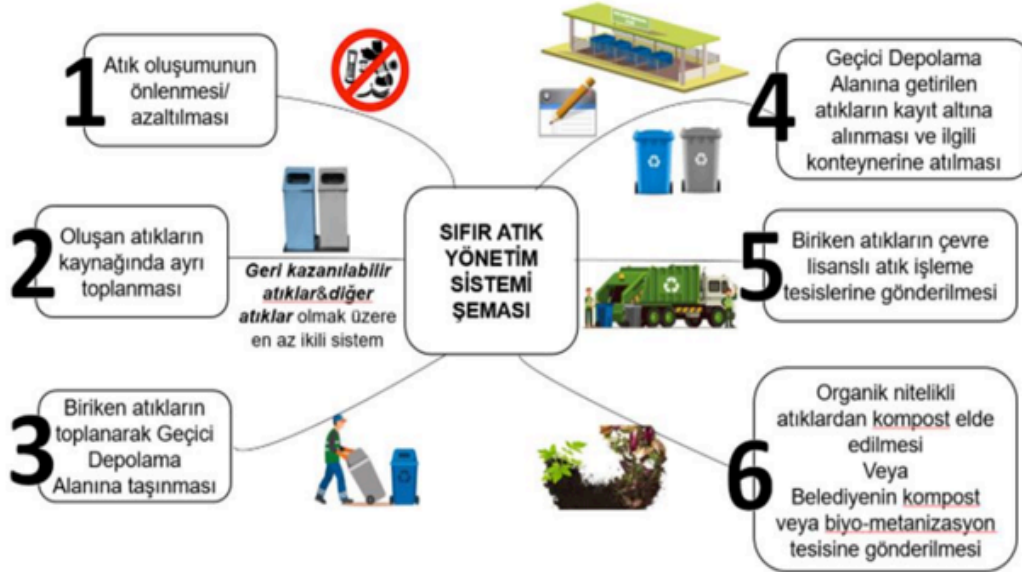 SIFIR ATIK
YÖNETİM
SİSTEMİ
ŞEMASI
1
Atık oluşumunun
önlenmesi/
azaltılması
2
Oluşan atıkların
kaynağında ayrı
toplanması
Geri kazanılabilir
atıklar&diğer
atıklar olmak üzere
en az ikili sistem
3
Biriken atıkların
toplanarak Geçici
Depolama
Alanına taşınması
4
Geçici Depolama
Alanına getirilen
atıkların kayıt altına
alınması ve ilgili
konteynerine atılması
5
Biriken atıkların çevre
lisanslı atık işleme
tesislerine gönderilmesi
6
Organik nitelikli
atıklardan kompost elde
edilmesi
Veya
Belediyenin kompost
veya biyo-metanizasyon
tesisine gönderilmesi